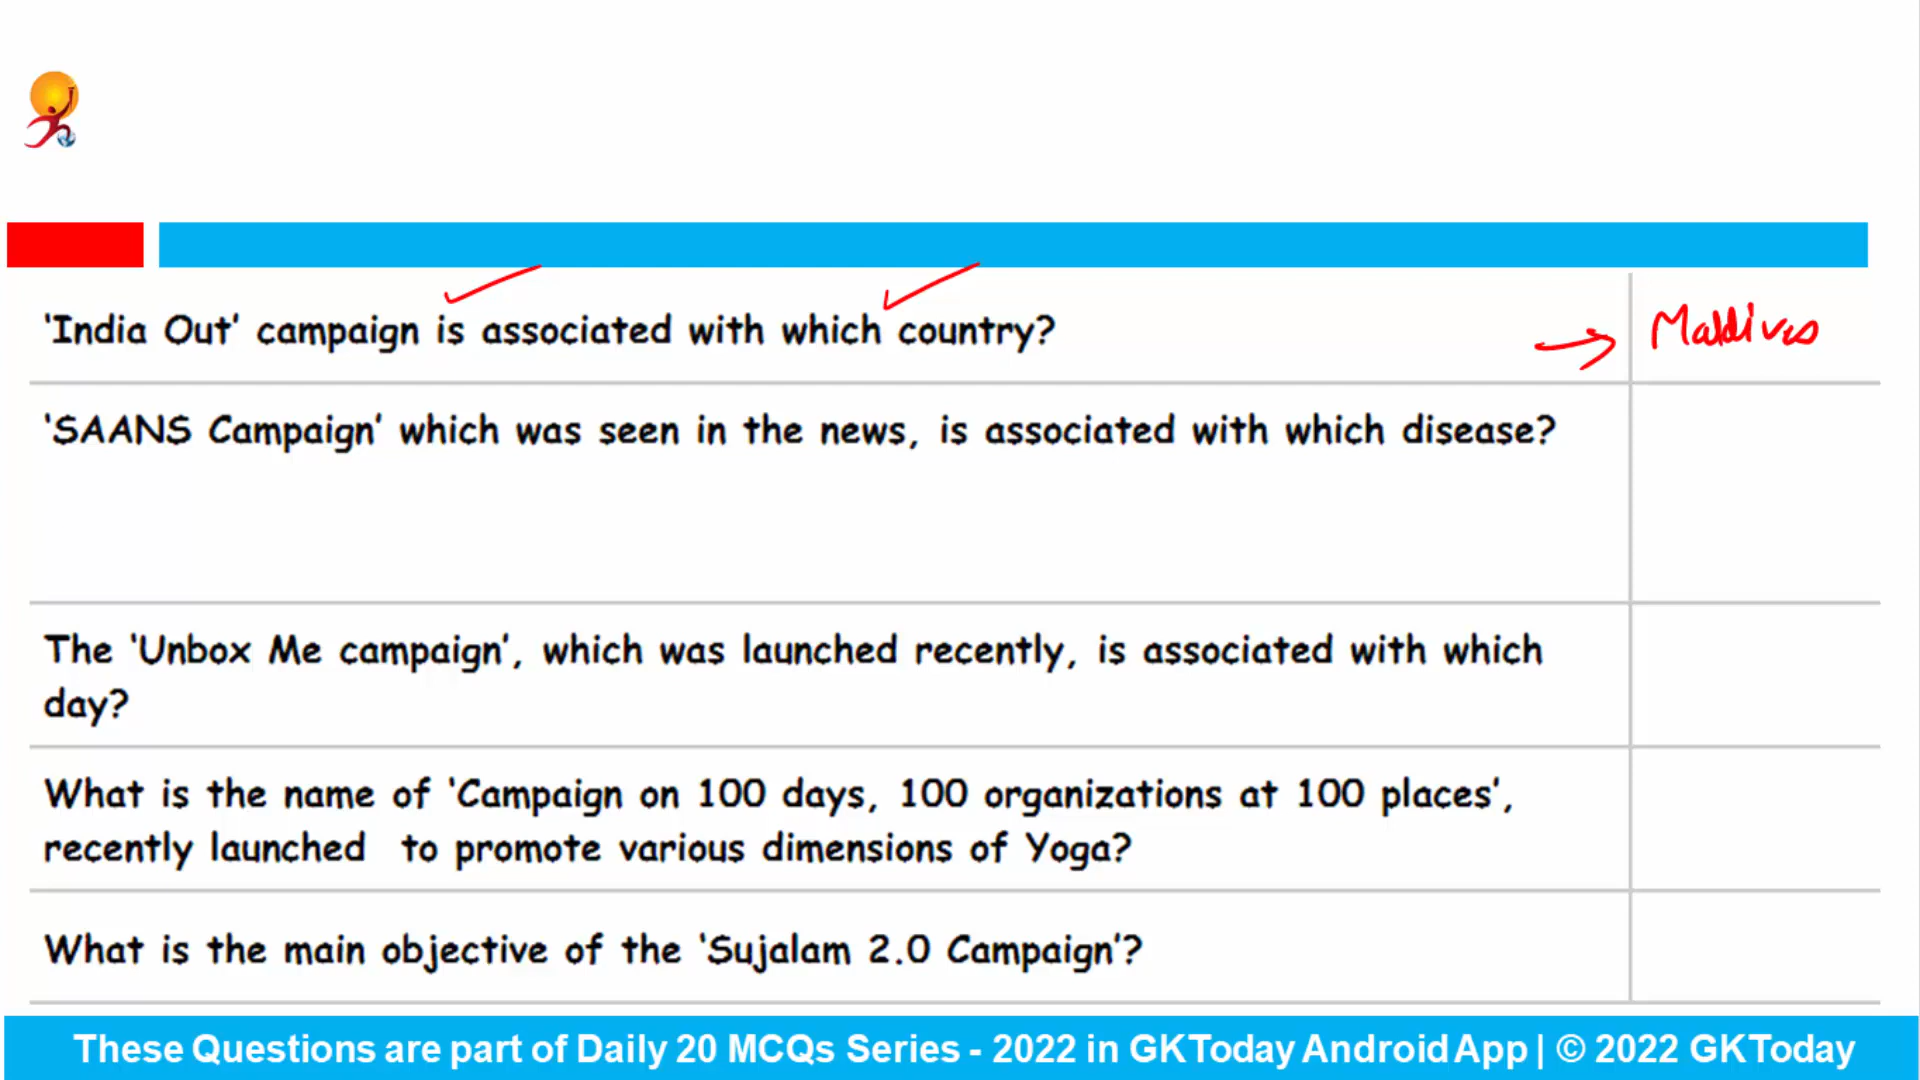 ‘India Out’ campaign is associated with which country?
Maldives
‘SAANS Campaign’ which was seen in the news, is associated with which disease?
The ‘Unbox Me campaign’, which was launched recently, is associated with which
day?
What is the name of ‘Campaign on 100 days, 100 organizations at 100 places’,
recently launched to promote various dimensions of Yoga?
What is the main objective of the ‘Sujalam 2.0 Campaign’?
These Questions are part of Daily 20 MCQs Series - 2022 in GKToday Android App | © 2022 GKToday